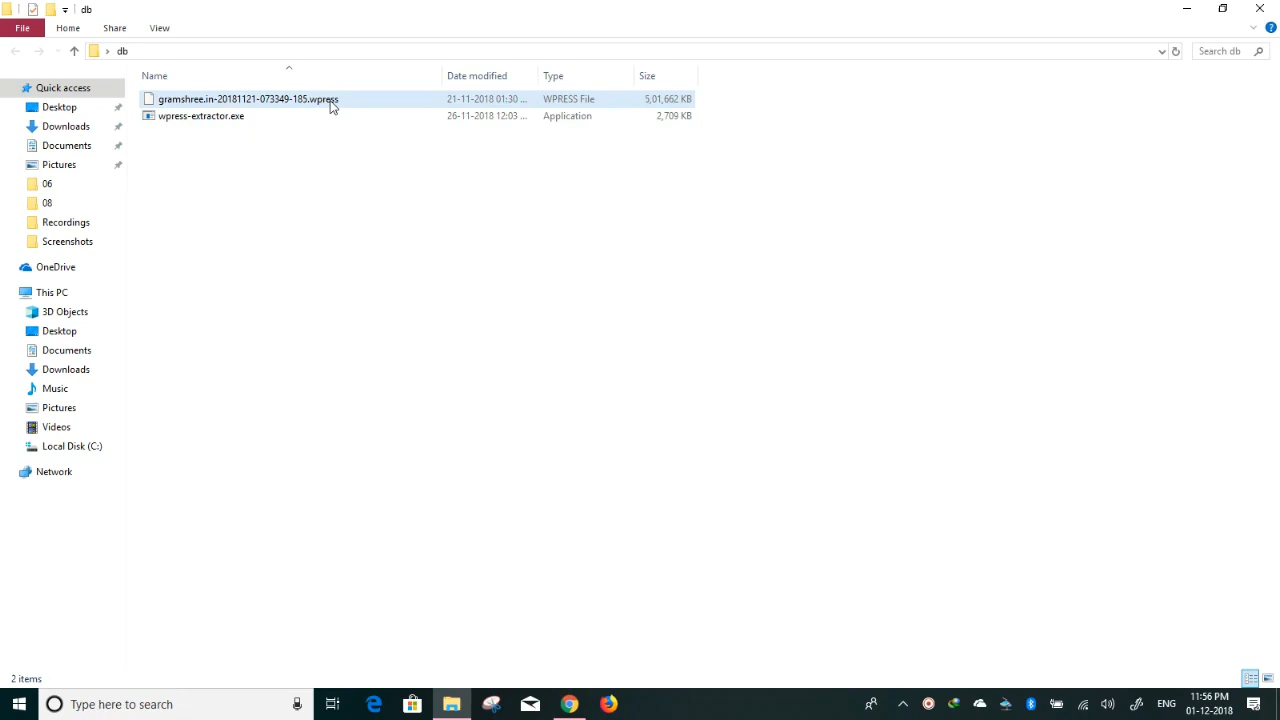 db
File Home Share View
db
Search db
Name Date modified Type Size
Quick access
gramshree.in-20181121-073349-185.wpress 21-11-2018 01:30 ... WPRESS File 5,01,662 KB
Desktop
wpress-extractor.exe 26-11-2018 12:03 ... Application 2,709 KB
Downloads
Documents
Pictures
06
08
Recordings
Screenshots
OneDrive
This PC
3D Objects
Desktop
Documents
Downloads
Music
Pictures
Videos
Local Disk (C:)
Network
2 items
Type here to search
ENG
11:56 PM
01-12-2018